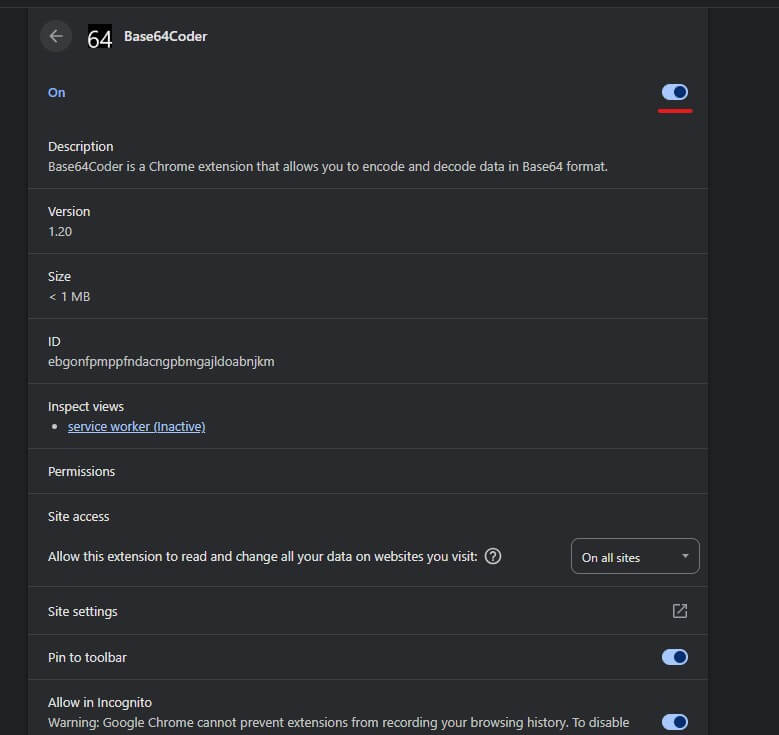 64 Base64Coder
On
Description
Base64Coder is a Chrome extension that allows you to encode and decode data in Base64 format.
Version
1.20
Size
< 1 MB
ID
ebgonfpmppfndacngpbmgajldoabnjkm
Inspect views
• service worker (Inactive)
Permissions
Site access
Allow this extension to read and change all your data on websites you visit: ? On all sites
Site settings
Pin to toolbar
Allow in Incognito
Warning: Google Chrome cannot prevent extensions from recording your browsing history. To disable